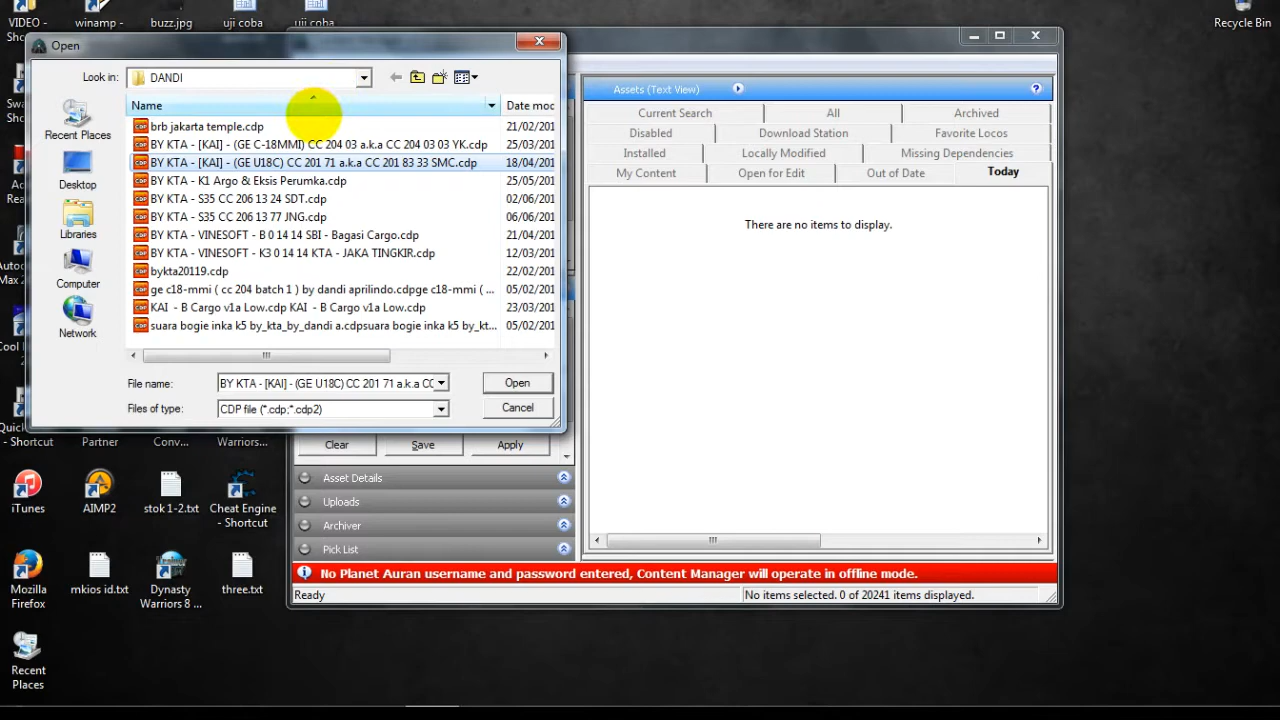 VIDEO -
winamp -
buzz.jpg
uji coba
uji coba
Recycle Bin
Open
Look in:
DANDI
Recent Places
Desktop
Libraries
Computer
Network
Name
Date mod
brb jakarta temple.cdp
21/02/201
BY KTA - [KAI] - (GE C-18MMI) CC 204 03 a.k.a CC 204 03 03 YK.cdp
25/03/201
BY KTA - [KAI] - (GE U18C) CC 201 71 a.k.a CC 201 83 33 SMC.cdp
18/04/201
BY KTA - K1 Argo & Eksis Perumka.cdp
25/05/201
BY KTA - S35 CC 206 13 24 SDT.cdp
02/06/201
BY KTA - S35 CC 206 13 77 JNG.cdp
06/06/201
BY KTA - VINESOFT - B 0 14 14 SBI - Bagasi Cargo.cdp
21/04/201
BY KTA - VINESOFT - K3 0 14 14 KTA - JAKA TINGKIR.cdp
12/03/201
bykta20119.cdp
22/02/201
ge c18-mmi ( cc 204 batch 1 ) by dandi aprilindo.cdpge c18-mmi ( ...
05/02/201
KAI - B Cargo v1a Low.cdp KAI - B Cargo v1a Low.cdp
23/03/201
suara bogie inka k5 by_kta_by_dandi a.cdpsuara bogie inka k5 by_kt...
05/02/201
File name:
BY KTA - [KAI] - (GE U18C) CC 201 71 a.k.a CC
Open
Files of type:
CDP file (*.cdp;*.cdp2)
Cancel
Assets (Text View)
?
Current Search
All
Archived
Disabled
Download Station
Favorite Locos
Installed
Locally Modified
Missing Dependencies
My Content
Open for Edit
Out of Date
Today
There are no items to display.
Clear
Save
Apply
Asset Details
Uploads
Archiver
Pick List
No Planet Auran username and password entered, Content Manager will operate in offline mode.
Ready
No items selected. 0 of 20241 items displayed.
- Shortcut
Partner
Conv...
Warriors...
iTunes
AIMP2
stok 1-2.txt
Cheat Engine
- Shortcut
Mozilla
Firefox
mkios id.txt
Dynasty
Warriors 8 ...
three.txt
Recent
Places